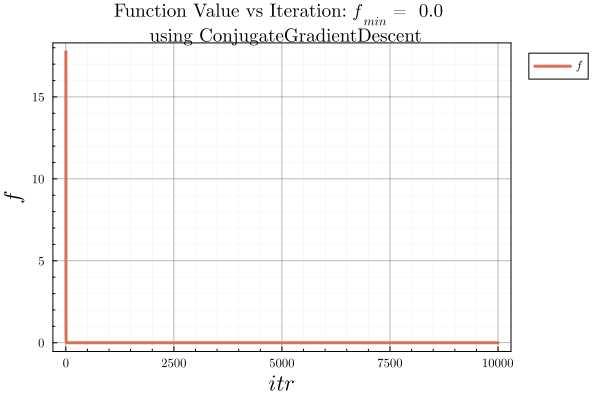 Function Value vs Iteration: f_min = 0.0
using ConjugateGradientDescent
f
15
10
5
0
f
0
2500
5000
7500
10000
itr